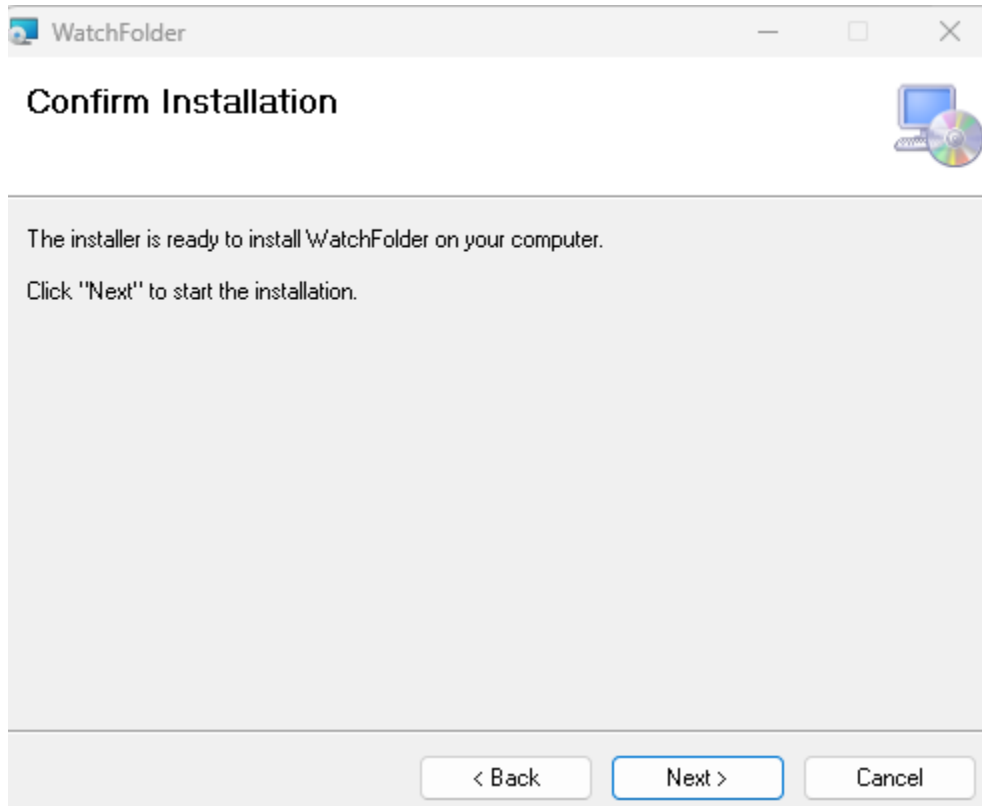 WatchFolder
Confirm Installation
The installer is ready to install WatchFolder on your computer.
Click "Next" to start the installation.
< Back Next > Cancel